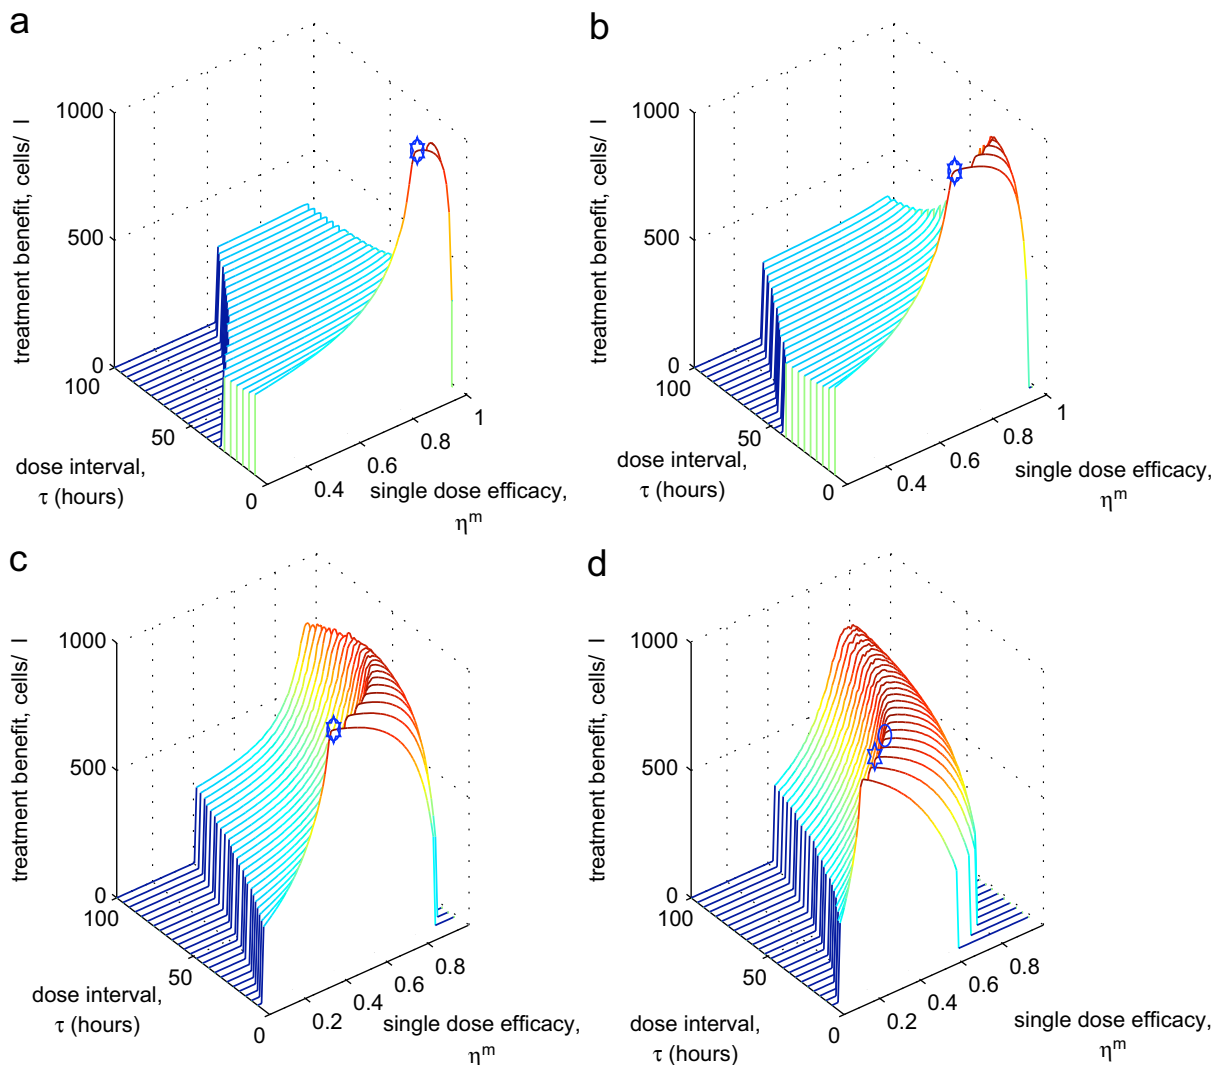 a
treatment benefit, cells/ l
1000
500
0
100
50
0
dose interval,
τ (hours)
0.4
0.6
0.8
1
single dose efficacy,
η^m
b
treatment benefit, cells/ l
1000
500
0
100
50
0
dose interval,
τ (hours)
0.4
0.6
0.8
1
single dose efficacy,
η^m
c
treatment benefit, cells/ l
1000
500
0
100
50
0
dose interval,
τ (hours)
0.2
0.4
0.6
0.8
single dose efficacy,
η^m
d
treatment benefit, cells/ l
1000
500
0
100
50
0
dose interval,
τ (hours)
0.2
0.4
0.6
0.8
single dose efficacy,
η^m